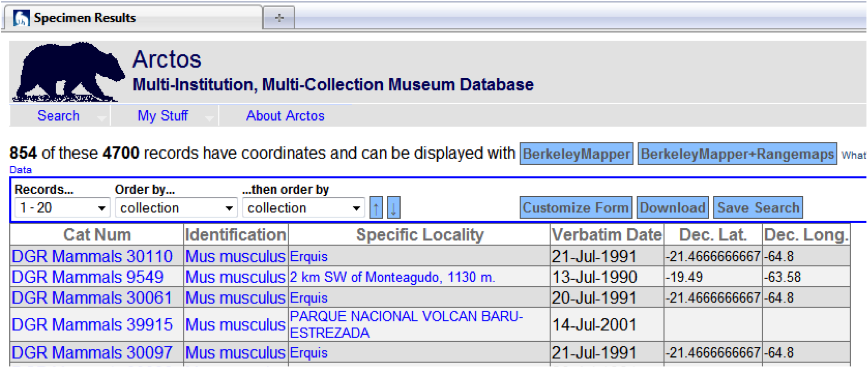 Specimen Results
Arctos
Multi-Institution, Multi-Collection Museum Database
Search My Stuff About Arctos
854 of these 4700 records have coordinates and can be displayed with BerkeleyMapper BerkeleyMapper+Rangemaps What
Data
Records... Order by... ...then order by
1 - 20 collection collection ↑ ↓ Customize Form Download Save Search
Cat Num Identification Specific Locality Verbatim Date Dec. Lat. Dec. Long.
DGR Mammals 30110 Mus musculus Erquis 21-Jul-1991 -21.4666666667 -64.8
DGR Mammals 9549 Mus musculus 2 km SW of Monteagudo, 1130 m. 13-Jul-1990 -19.49 -63.58
DGR Mammals 30061 Mus musculus Erquis 20-Jul-1991 -21.4666666667 -64.8
DGR Mammals 39915 Mus musculus PARQUE NACIONAL VOLCAN BARU-
ESTREZADA 14-Jul-2001
DGR Mammals 30097 Mus musculus Erquis 21-Jul-1991 -21.4666666667 -64.8